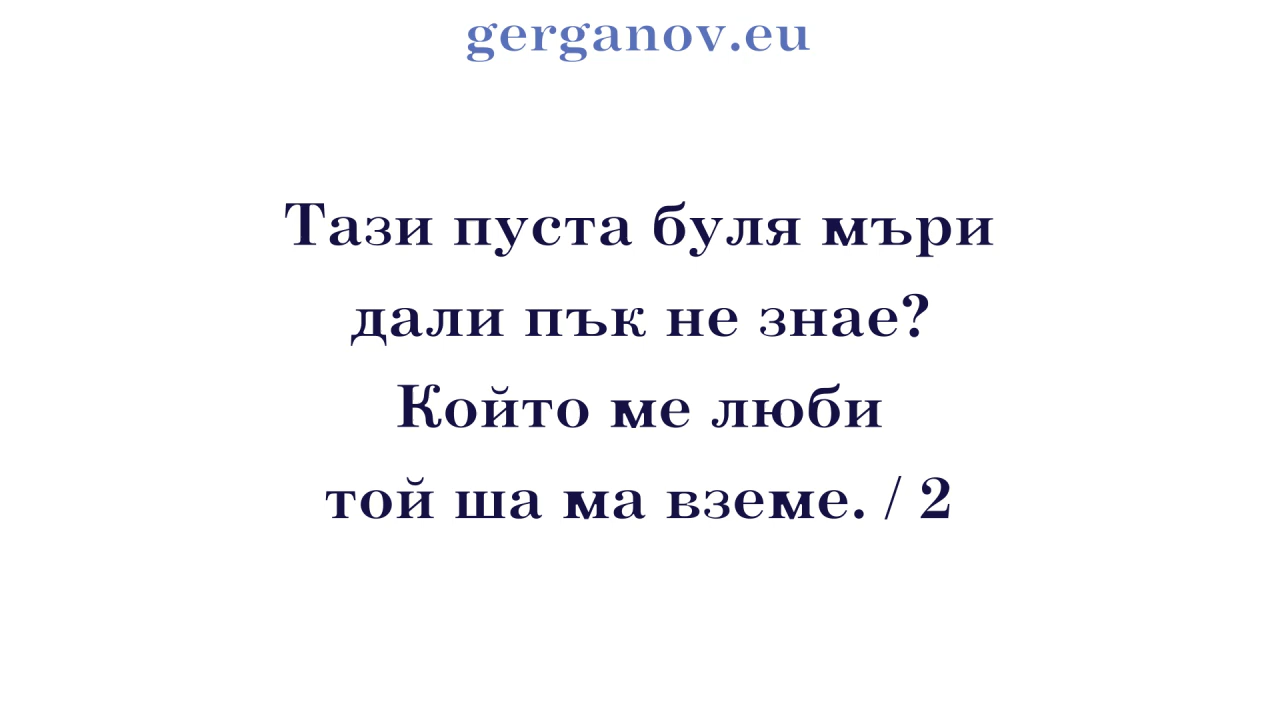 gerganov.eu
Тази пуста буля мъри
дали пък не знае?
Който ме люби
той ша ма вземе. / 2